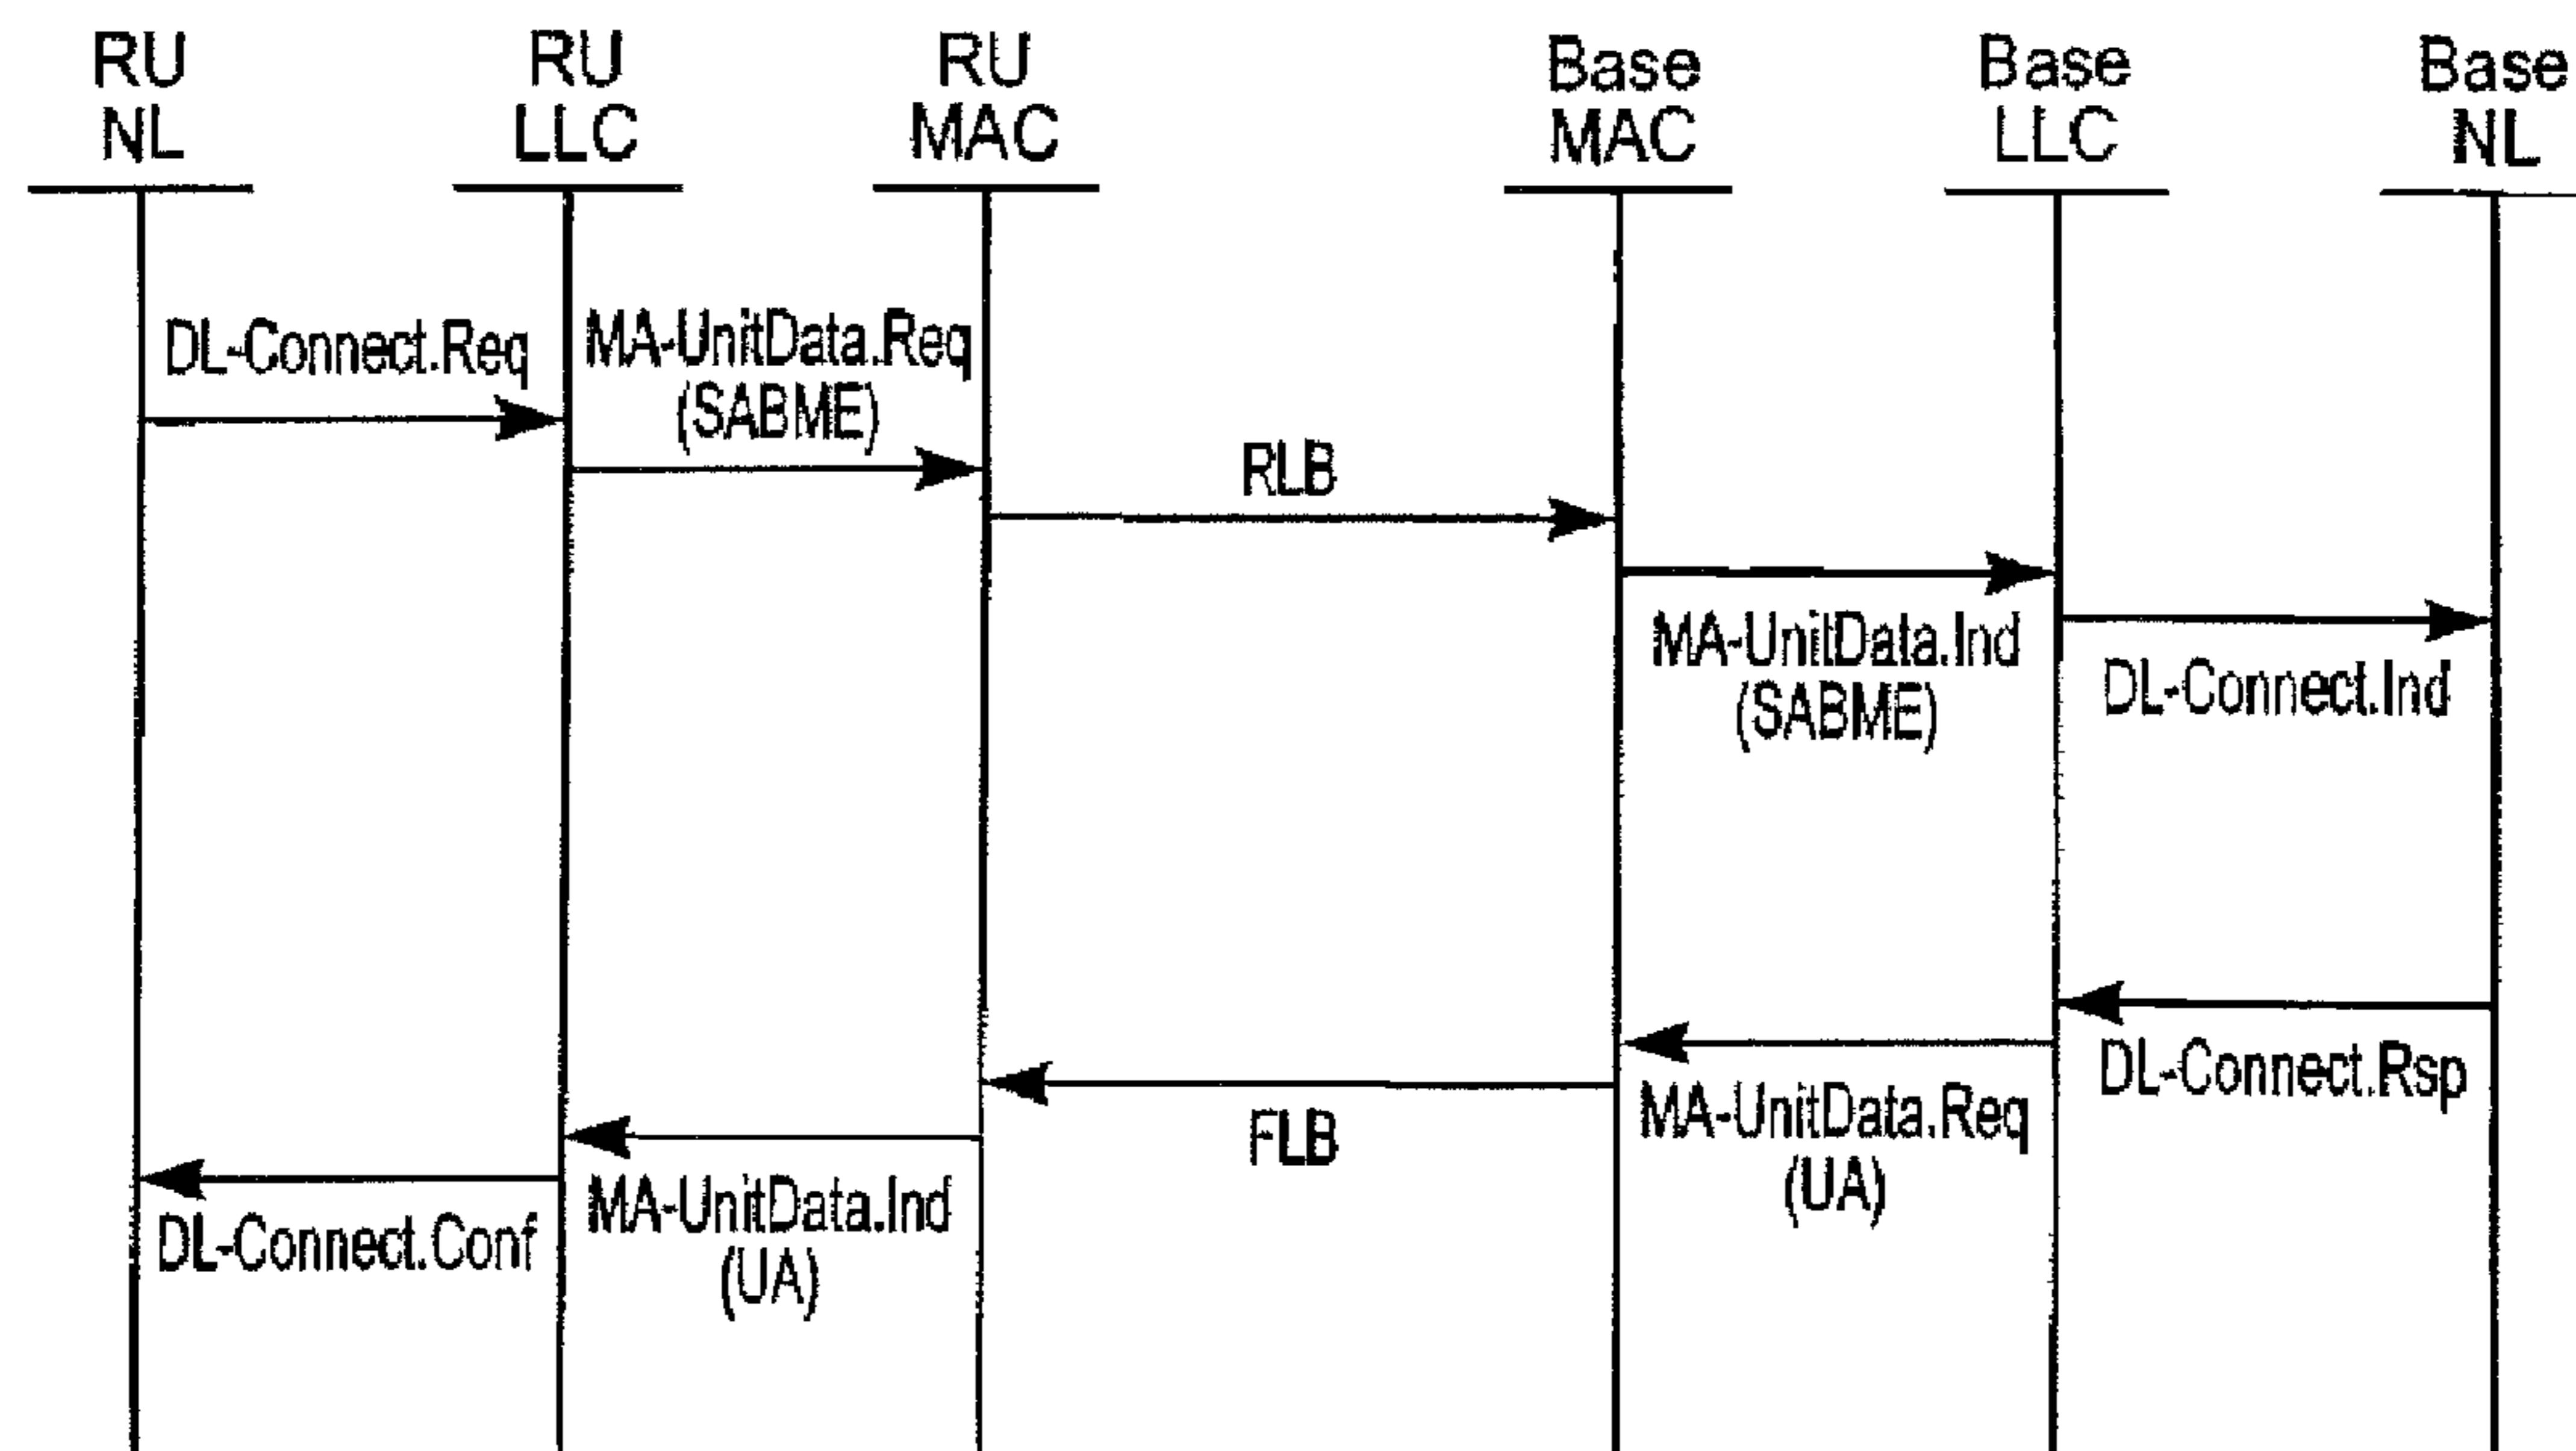 RU
NL
RU
LLC
RU
MAC
Base
MAC
Base
LLC
Base
NL
DL-Connect.Req
MA-UnitData.Req
(SABME)
RLB
MA-UnitData.Ind
(SABME)
DL-Connect.Ind
DL-Connect.Rsp
MA-UnitData.Req
(UA)
FLB
MA-UnitData.Ind
(UA)
DL-Connect.Conf